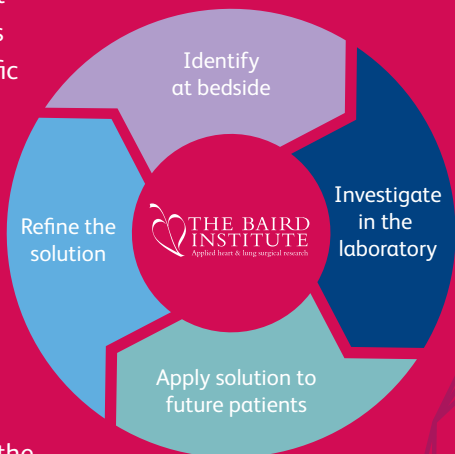 Identify
at bedside
Investigate
in the
laboratory
Refine the
solution
THE BAIRD
INSTITUTE
Applied heart & lung surgical research
Apply solution to
future patients
the